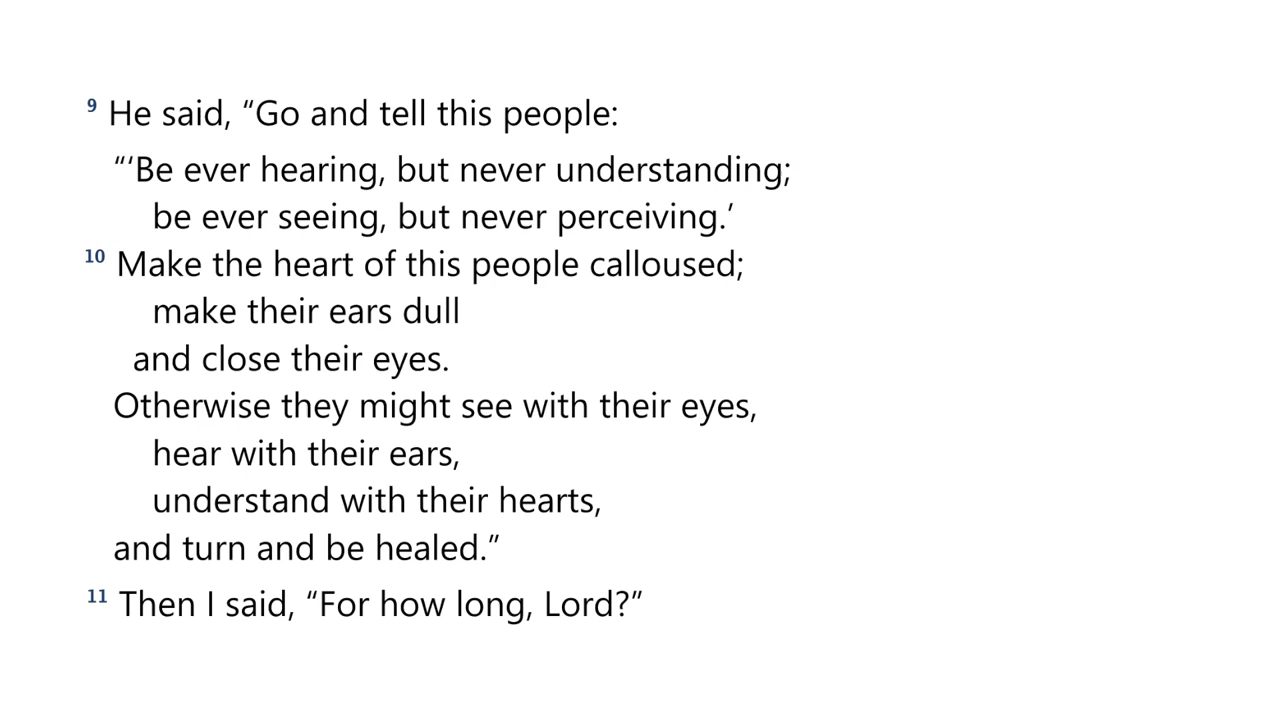 9 He said, “Go and tell this people:
“‘Be ever hearing, but never understanding;
be ever seeing, but never perceiving.’
10 Make the heart of this people calloused;
make their ears dull
and close their eyes.
Otherwise they might see with their eyes,
hear with their ears,
understand with their hearts,
and turn and be healed.”
11 Then I said, “For how long, Lord?”